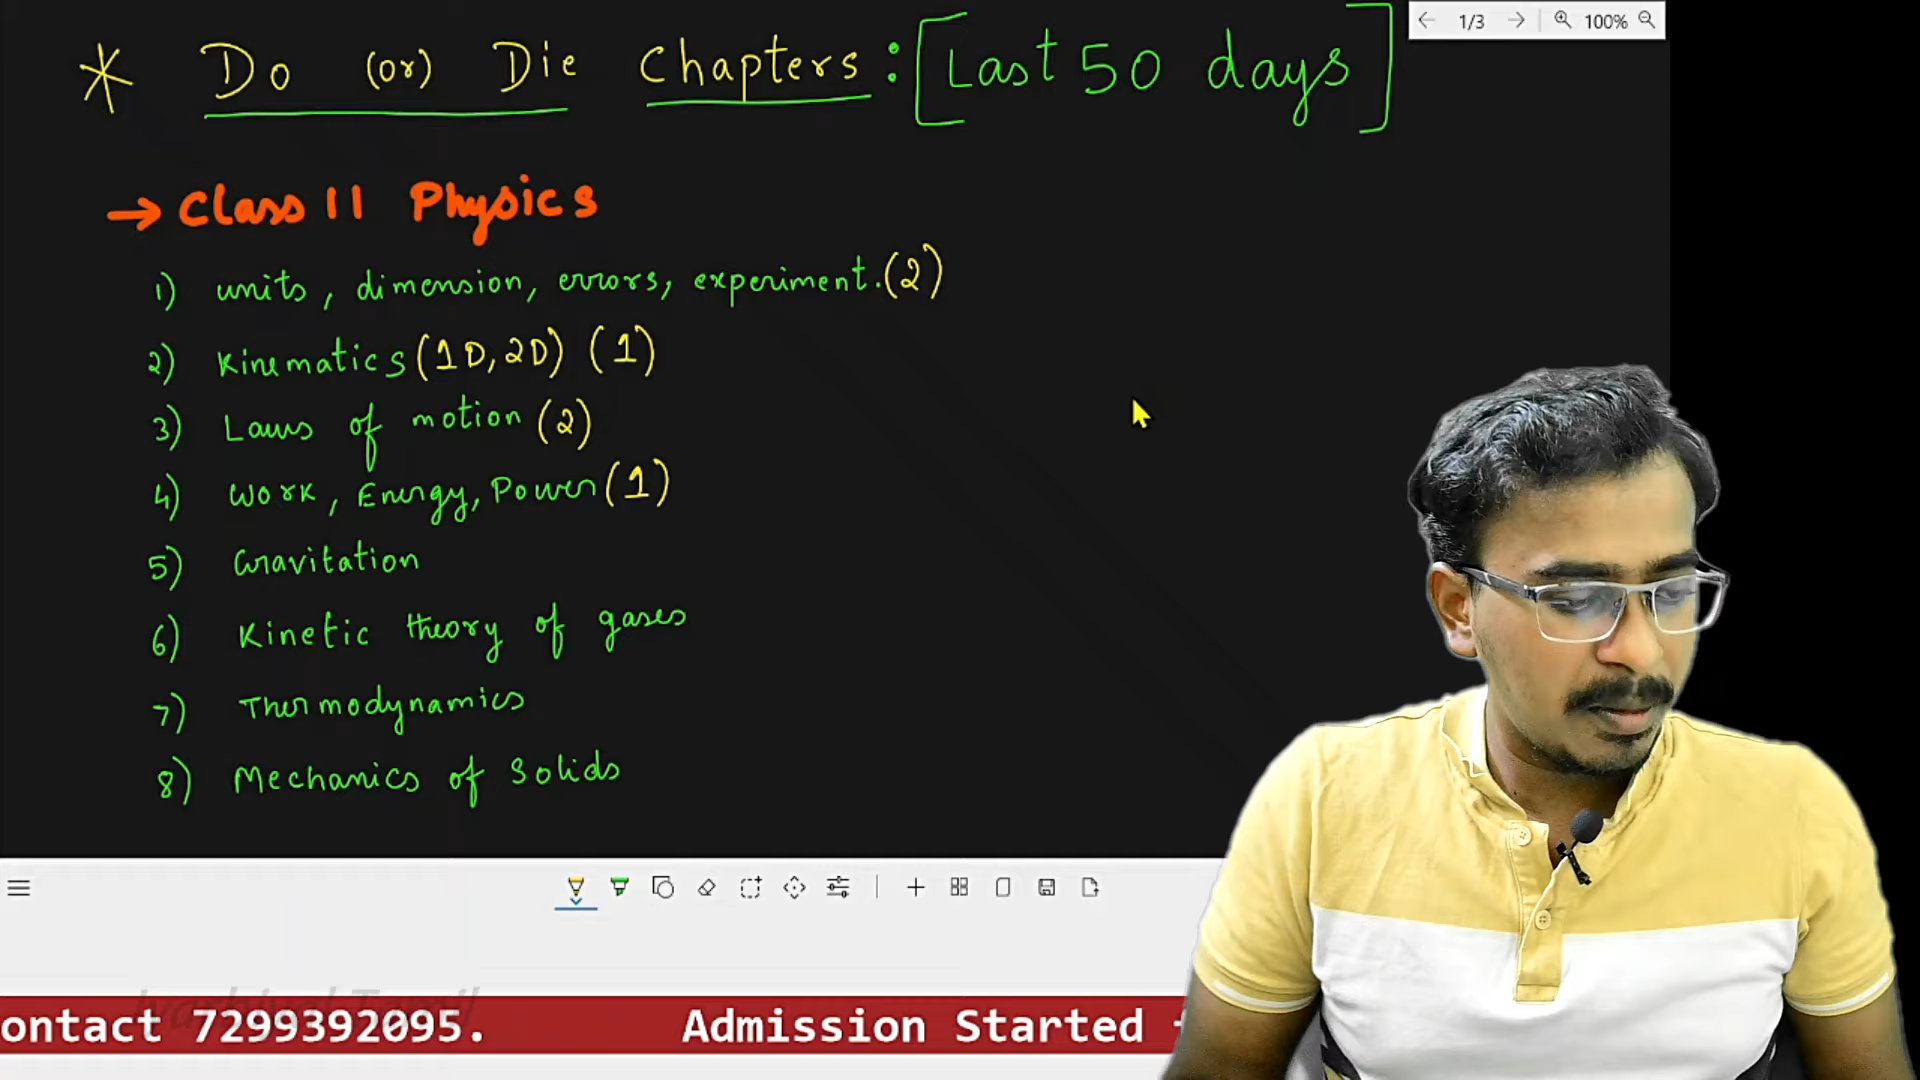 * Do (or) Die Chapters : [Last 50 days]
1/3 100%
→ Class 11 Physics
1) units, dimension, errors, experiment. (2)
2) Kinematics (1D, 2D) (1)
3) Laws of motion (2)
4) Work, Energy, Power (1)
5) Gravitation
6) Kinetic theory of gases
7) Thermodynamics
8) Mechanics of Solids
Tamil
ontact 7299392095. Admission Started